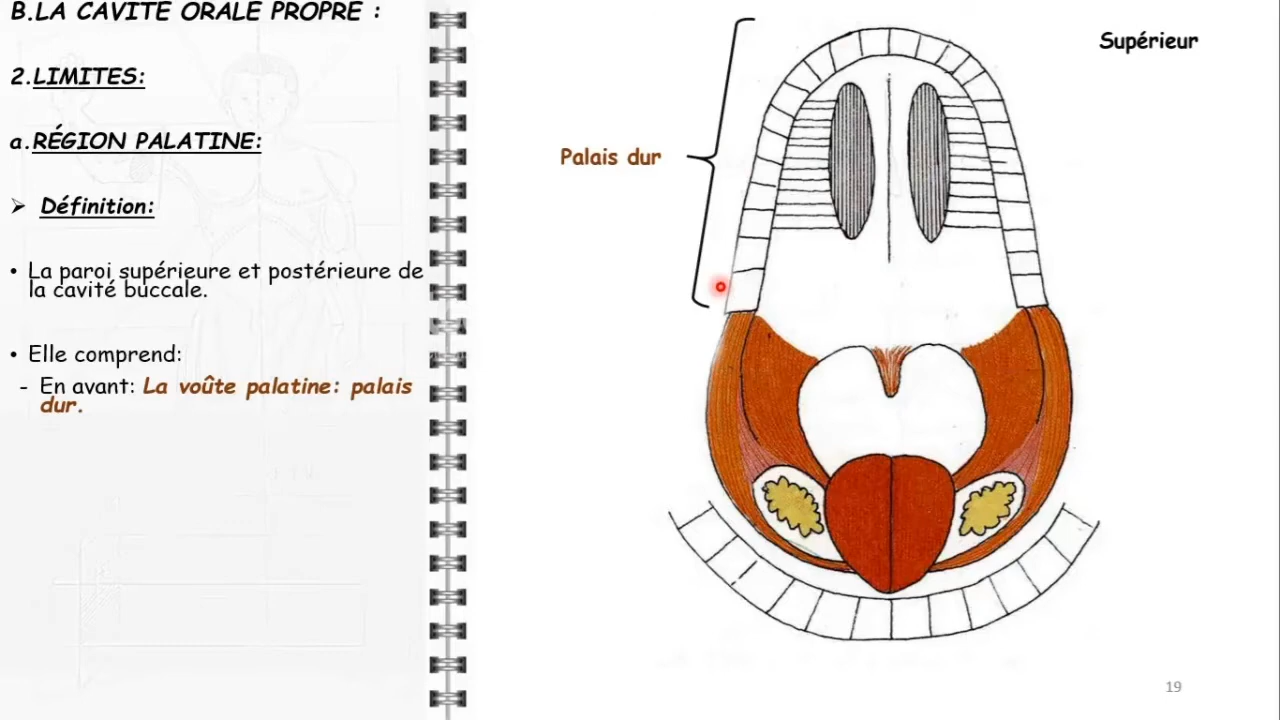 B.LA CAVITÉ ORALE PROPRE :
2.LIMITES:
a.RÉGION PALATINE:
➤ Définition:
• La paroi supérieure et postérieure de
la cavité buccale.
• Elle comprend:
- En avant: La voûte palatine: palais
dur.
Supérieur
Palais dur
19